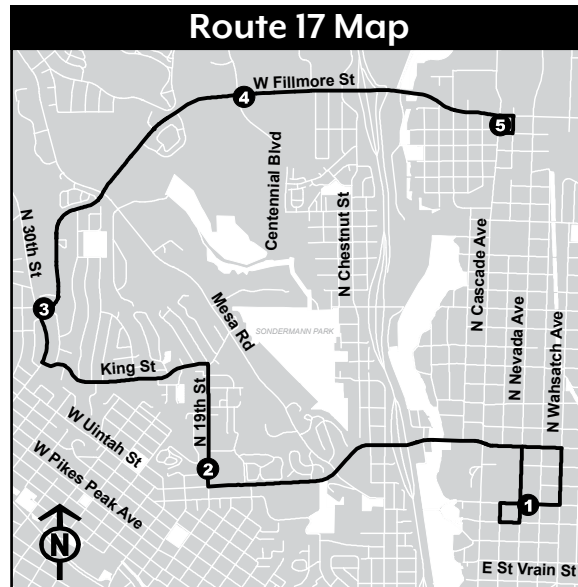 Route 17 Map
W Fillmore St
4
5
Centennial Blvd
N Chestnut St
N 30th St
N Cascade Ave
3
Mesa Rd
SONDERMANN PARK
N Nevada Ave
N Wahsatch Ave
King St
N 19th St
W Uintah St
2
W Pikes Peak Ave
1
N
E St Vrain St